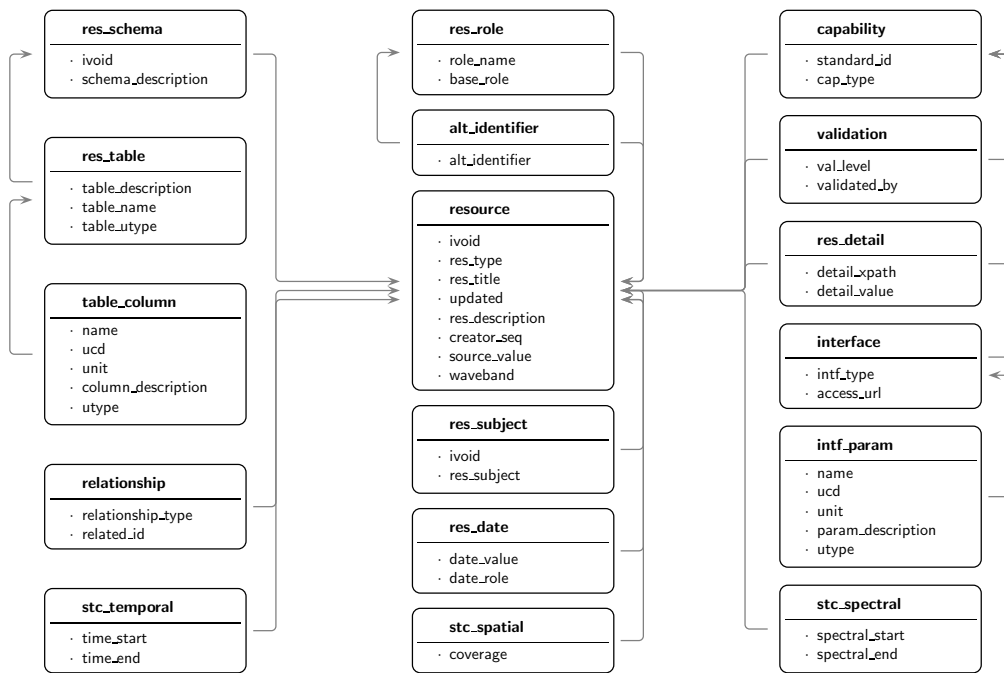 res_schema
· ivoid
· schema_description
res_table
· table_description
· table_name
· table_utype
table_column
· name
· ucd
· unit
· column_description
· utype
relationship
· relationship_type
· related_id
stc_temporal
· time_start
· time_end
res_role
· role_name
· base_role
alt_identifier
· alt_identifier
resource
· ivoid
· res_type
· res_title
· updated
· res_description
· creator_seq
· source_value
· waveband
res_subject
· ivoid
· res_subject
res_date
· date_value
· date_role
stc_spatial
· coverage
capability
· standard_id
· cap_type
validation
· val_level
· validated_by
res_detail
· detail_xpath
· detail_value
interface
· intf_type
· access_url
intf_param
· name
· ucd
· unit
· param_description
· utype
stc_spectral
· spectral_start
· spectral_end